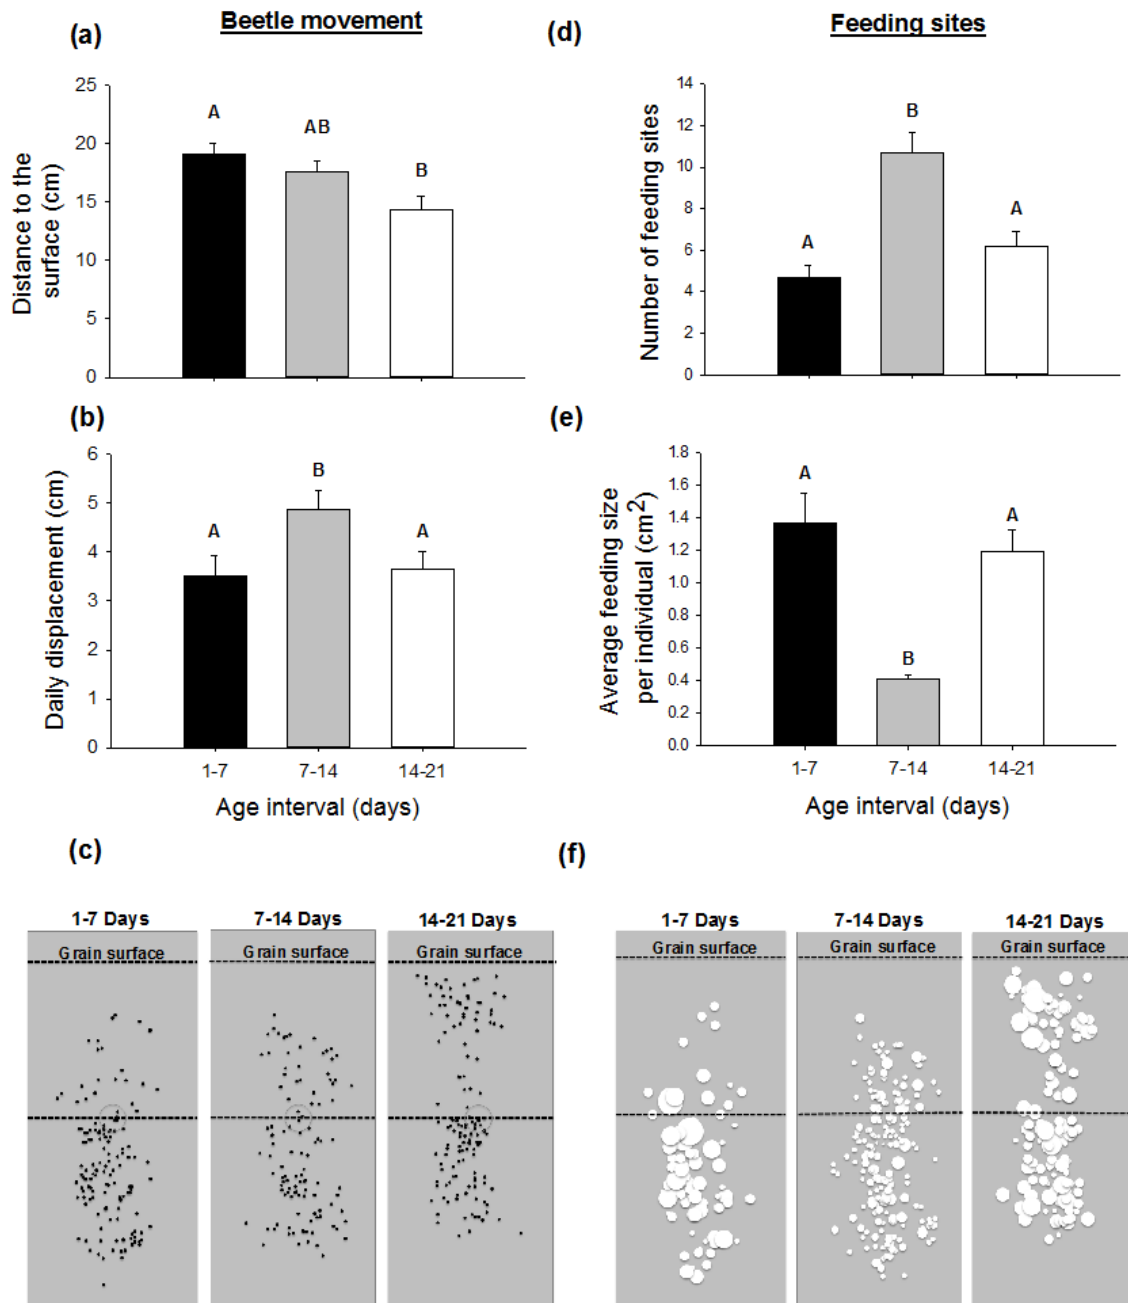 Beetle movement
(a)
Distance to the
surface (cm)
25
20
15
10
5
0
A
AB
B
(b)
Daily displacement (cm)
6
5
4
3
2
1
0
A
B
A
1-7
7-14
14-21
Age interval (days)
(c)
1-7 Days
7-14 Days
14-21 Days
Grain surface
Grain surface
Grain surface
Feeding sites
(d)
Number of feeding sites
14
12
10
8
6
4
2
0
A
B
A
(e)
Average feeding size
per individual (cm²)
1.8
1.6
1.4
1.2
1.0
0.8
0.6
0.4
0.2
0.0
A
B
A
1-7
7-14
14-21
Age interval (days)
(f)
1-7 Days
7-14 Days
14-21 Days
Grain surface
Grain surface
Grain surface